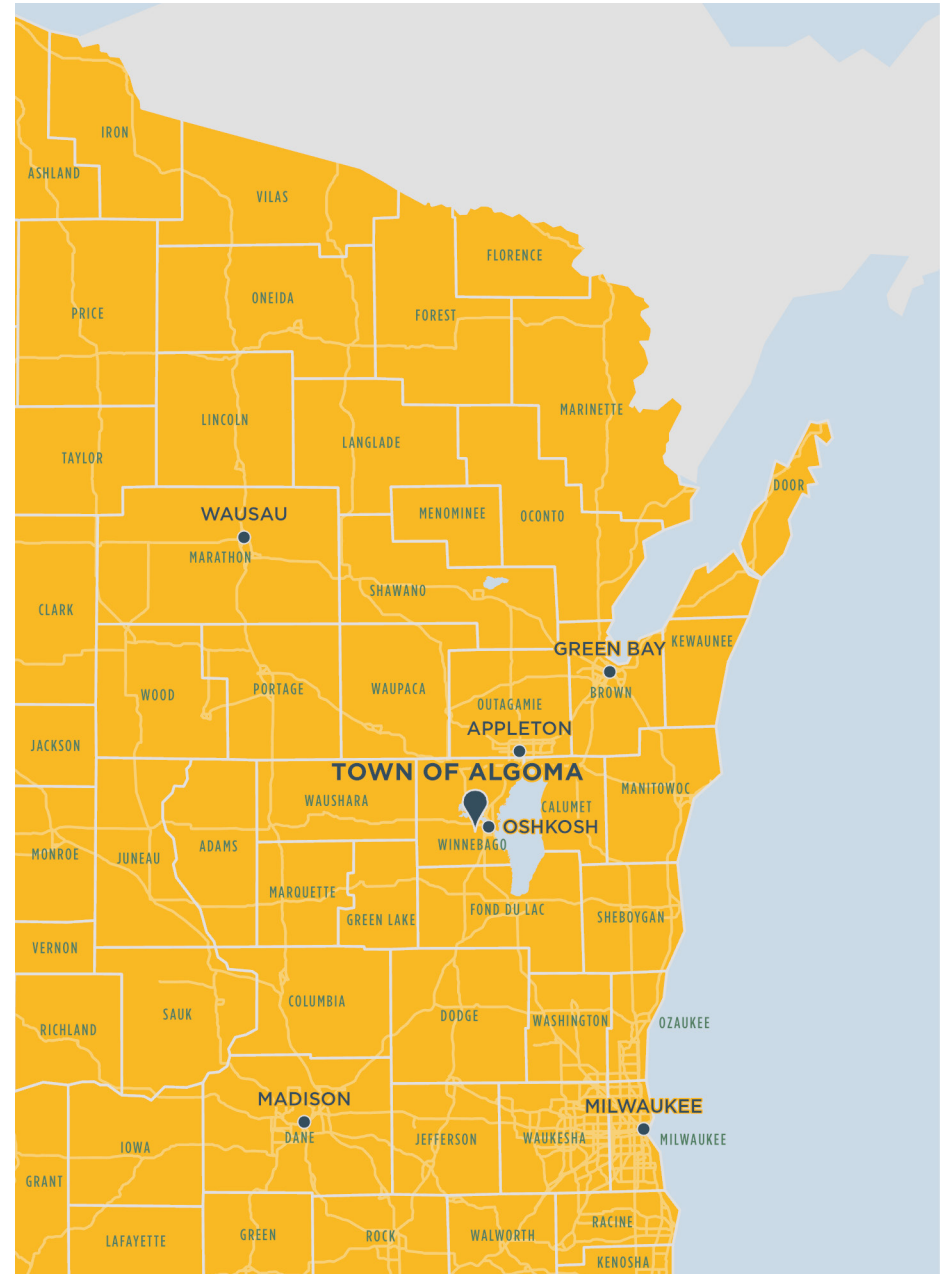 IRON
ASHLAND
VILAS
FLORENCE
ONEIDA
PRICE
FOREST
MARINETTE
LINCOLN
LANGLADE
TAYLOR
DOOR
WAUSAU
MENOMINEE
OCONTO
MARATHON
SHAWANO
CLARK
GREEN BAY
KEWAUNEE
WOOD
PORTAGE
WAUPACA
BROWN
OUTAGAMIE
APPLETON
JACKSON
TOWN OF ALGOMA
MANITOWOC
WAUSHARA
CALUMET
OSHKOSH
WINNEBAGO
ADAMS
MONROE
JUNEAU
MARQUETTE
FOND DU LAC
GREEN LAKE
SHEBOYGAN
VERNON
COLUMBIA
SAUK
DODGE
WASHINGTON
OZAUKEE
RICHLAND
MADISON
MILWAUKEE
DANE
JEFFERSON
WAUKESHA
MILWAUKEE
IOWA
GRANT
RACINE
GREEN
ROCK
WALWORTH
LAFAYETTE
KENOSHA